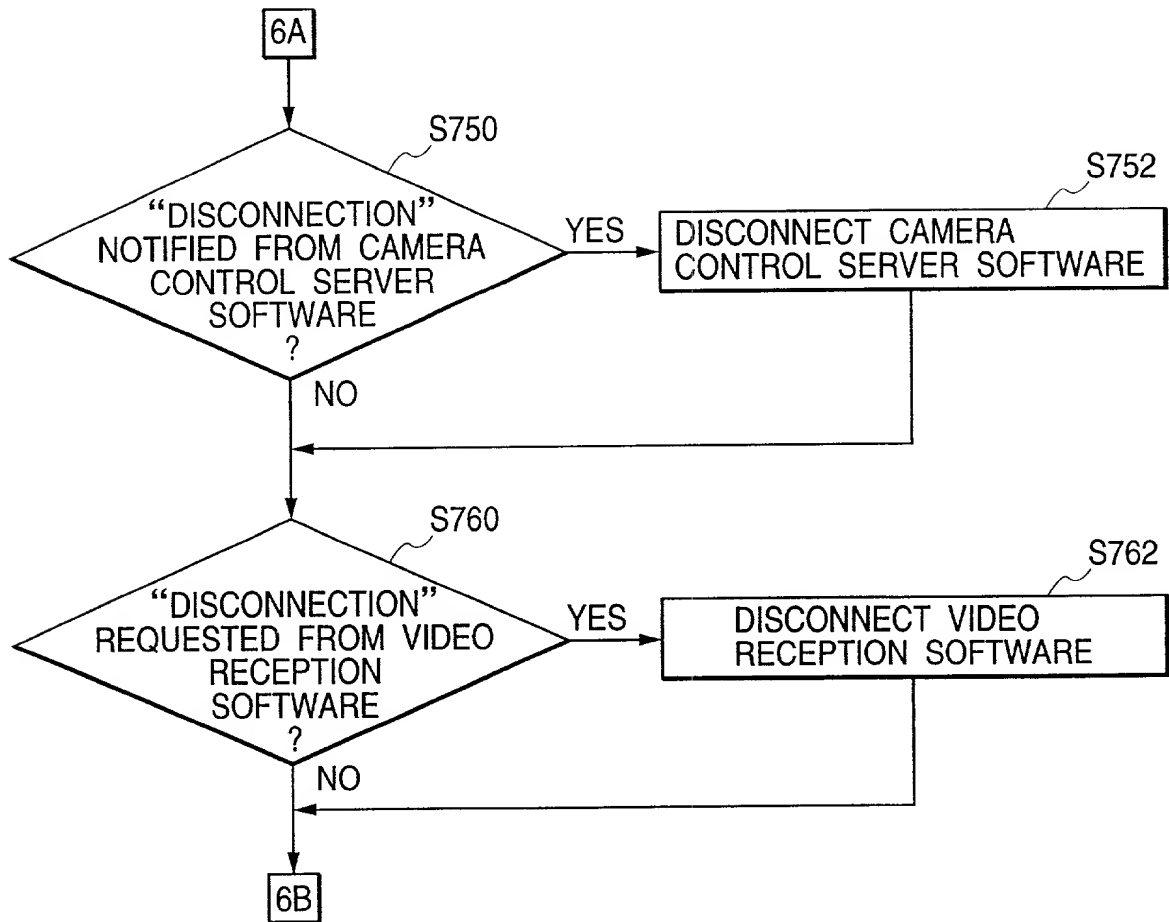 6A
S750
“DISCONNECTION”
NOTIFIED FROM CAMERA
CONTROL SERVER
SOFTWARE
?
YES
S752
DISCONNECT CAMERA
CONTROL SERVER SOFTWARE
NO
S760
“DISCONNECTION”
REQUESTED FROM VIDEO
RECEPTION
SOFTWARE
?
YES
S762
DISCONNECT VIDEO
RECEPTION SOFTWARE
NO
6B